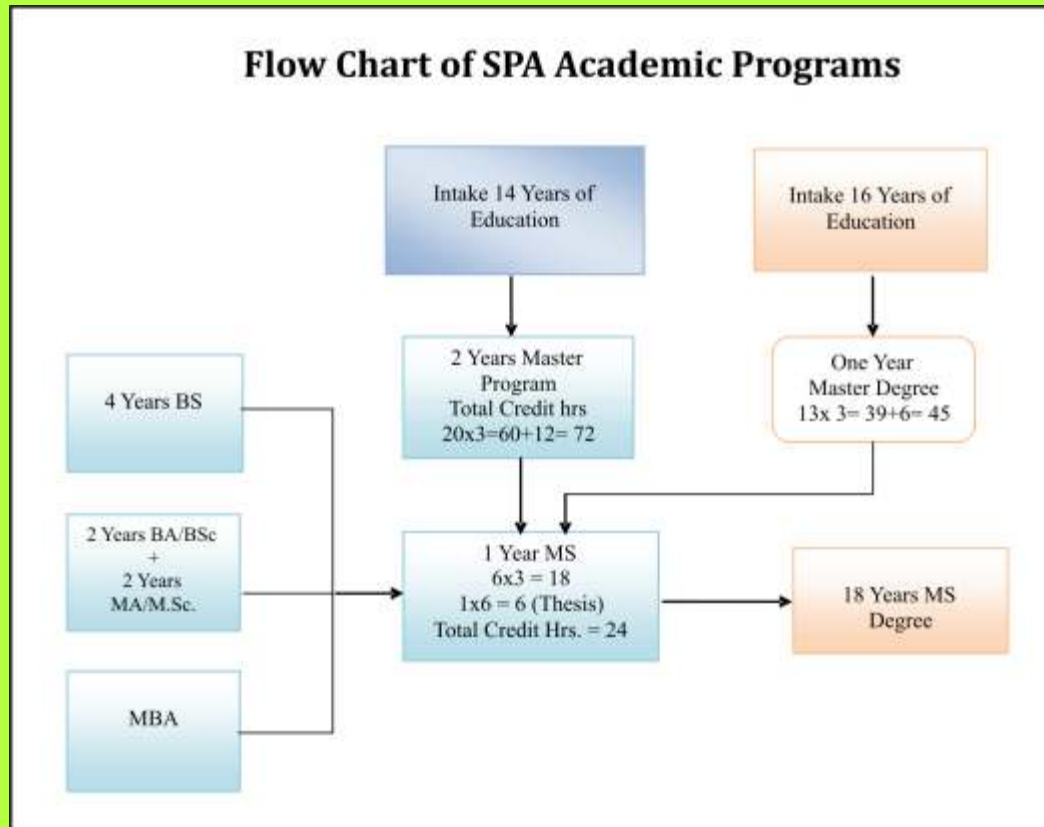 Flow Chart of SPA Academic Programs
Intake 14 Years of
Education
Intake 16 Years of
Education
2 Years Master
Program
Total Credit hrs
20x3=60+12= 72
One Year
Master Degree
13x 3= 39+6= 45
4 Years BS
2 Years BA/BSc
+
2 Years
MA/M.Sc.
MBA
1 Year MS
6x3 = 18
1x6 = 6 (Thesis)
Total Credit Hrs. = 24
18 Years MS
Degree